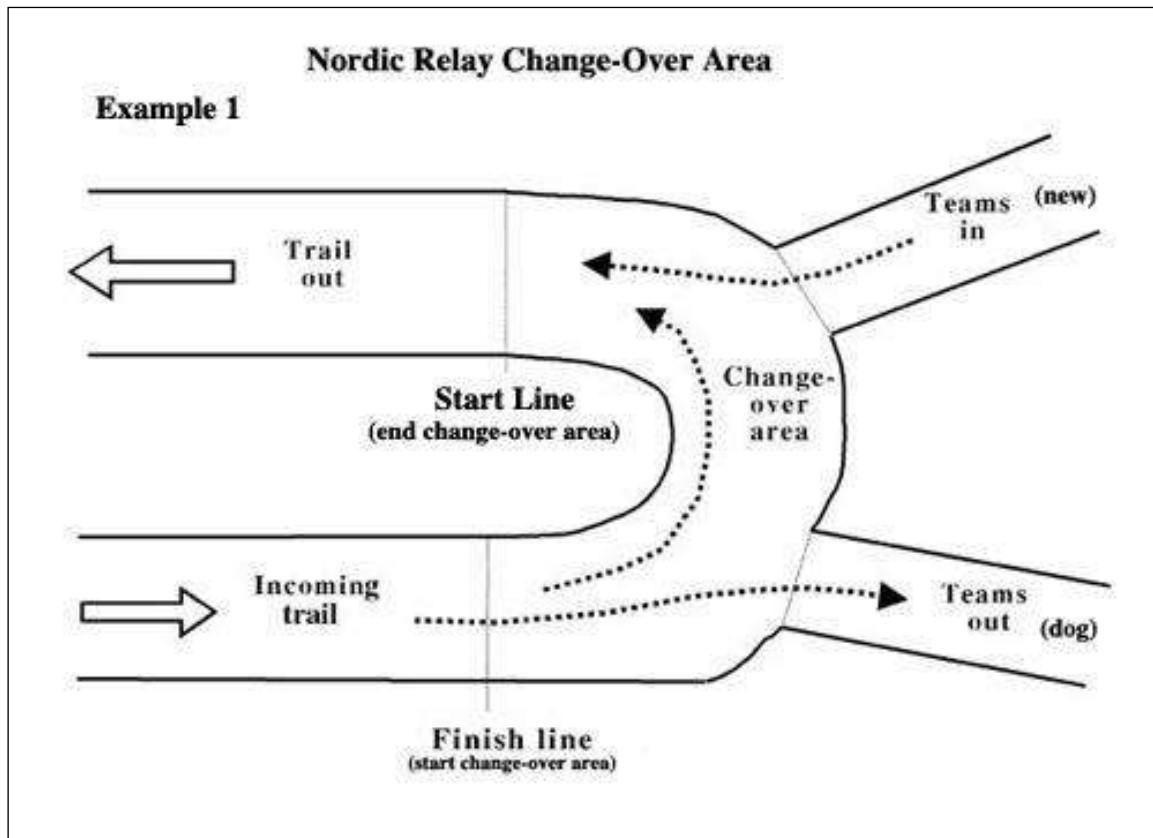 Nordic Relay Change-Over Area
Example 1
Teams (new)
in
Trail
out
Change-
over
area
Start Line
(end change-over area)
Incoming
trail
Teams
out (dog)
Finish line
(start change-over area)